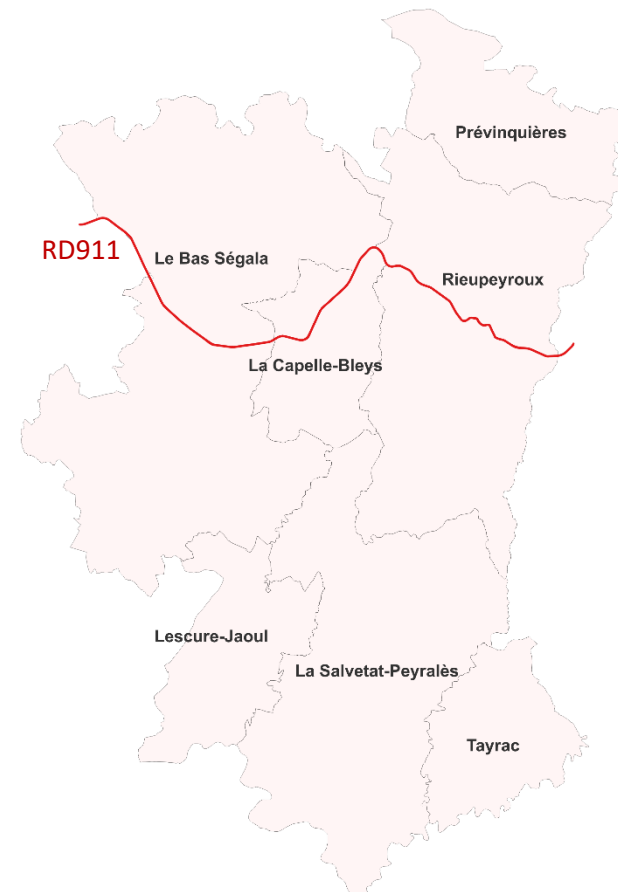 Prévinquières
RD911
Le Bas Ségala
Rieupeyroux
La Capelle-Bleys
Lescure-Jaoul
La Salvetat-Peyralès
Tayrac